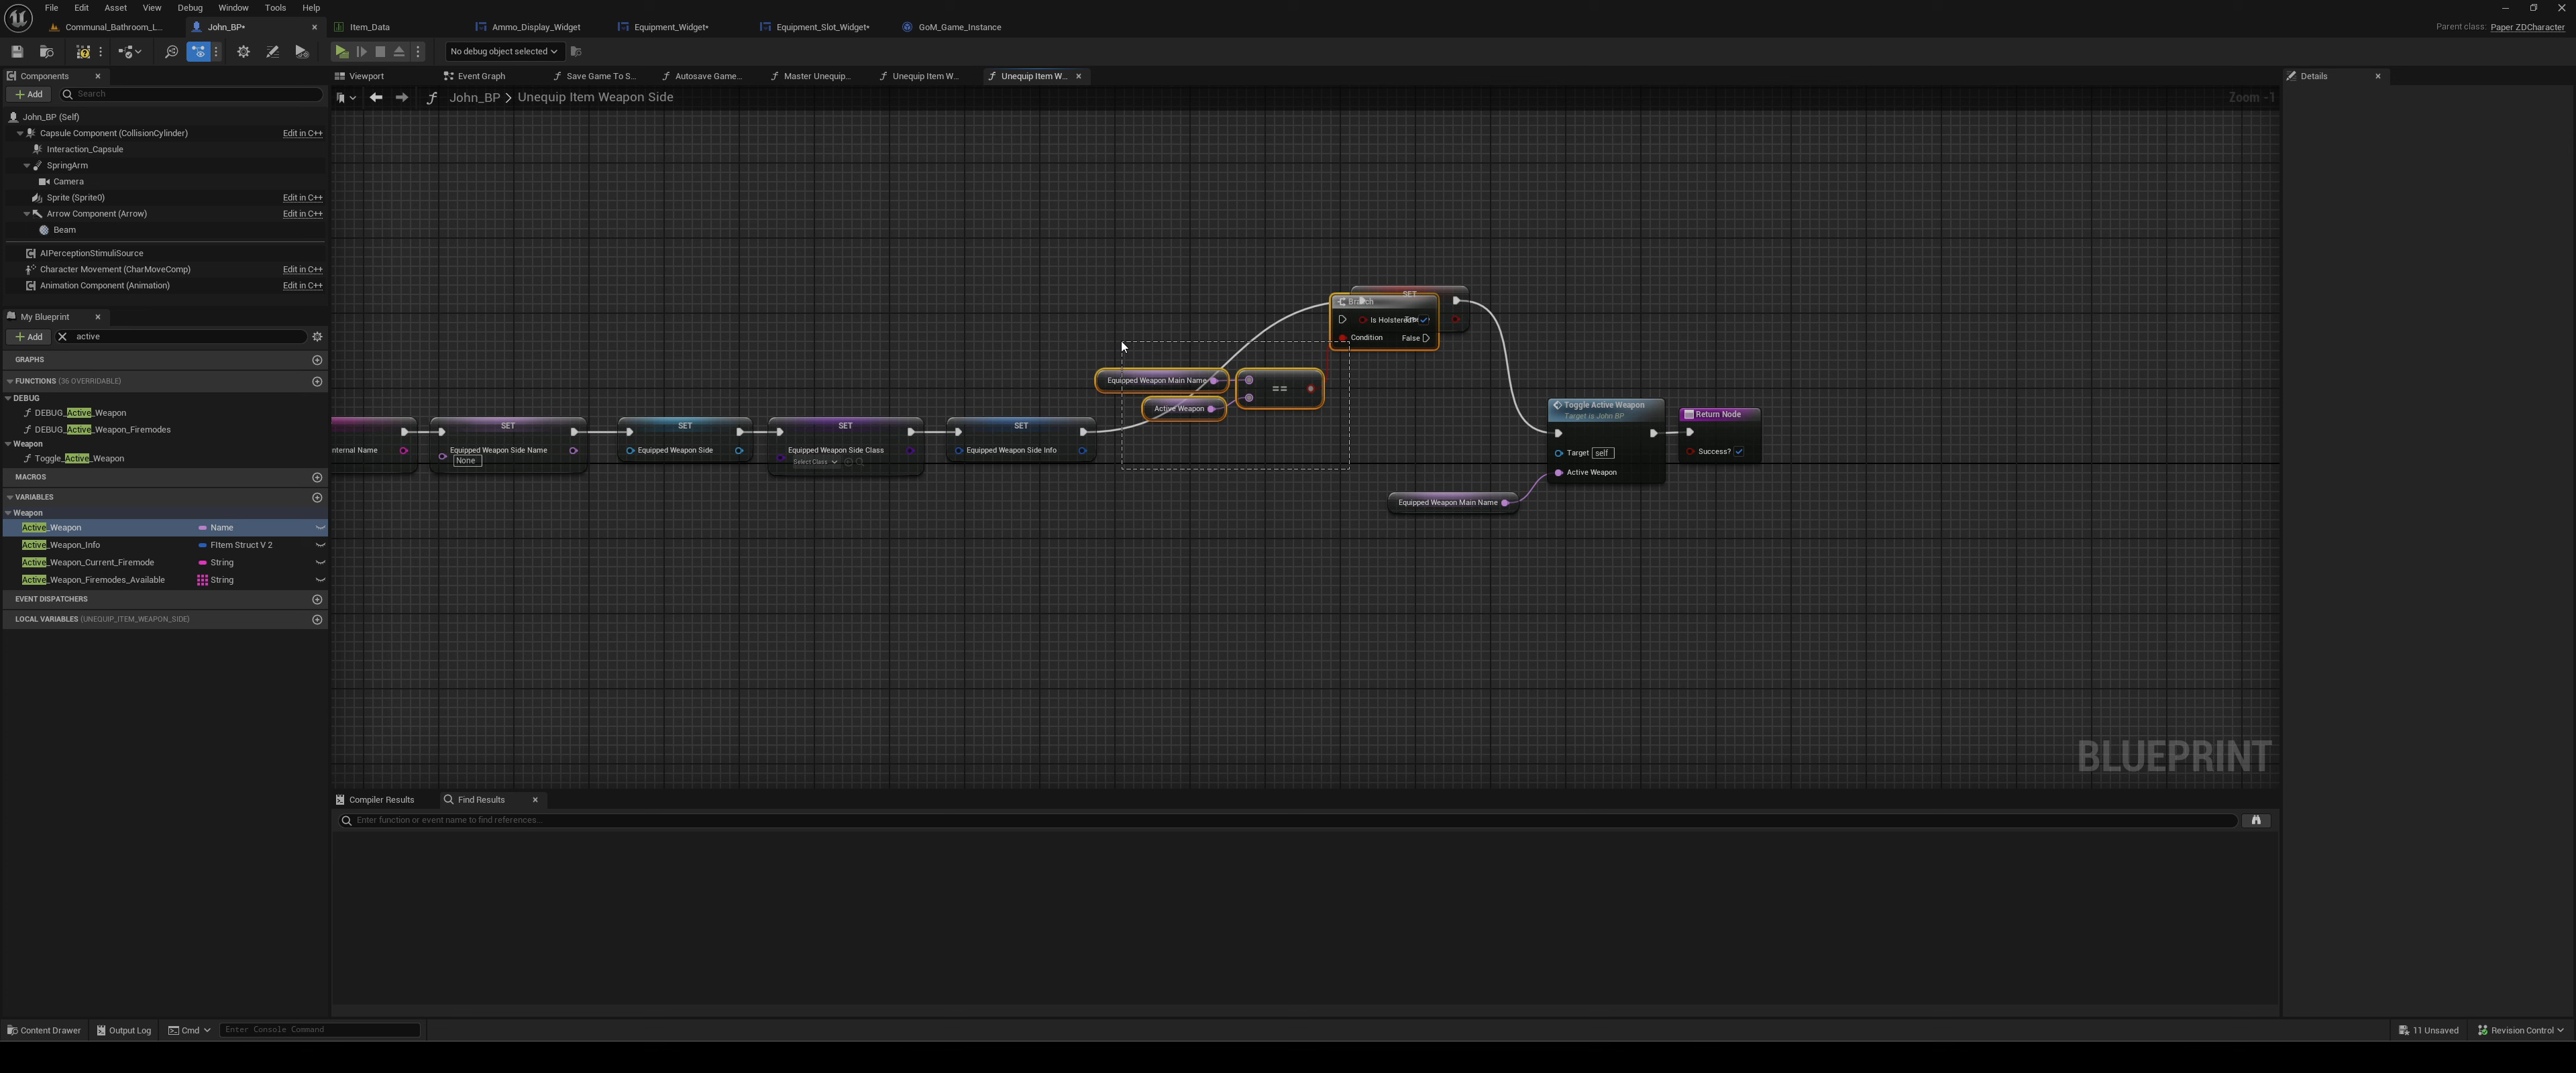 File Edit Asset View Debug Window Tools Help
Communal_Bathroom_L... John_BP* Item_Data Ammo_Display_Widget Equipment_Widget* Equipment_Slot_Widget* GoM_Game_Instance Parent class: Paper ZDCharacter
No debug object selected
Components
Add Search
John_BP (Self)
Capsule Component (CollisionCylinder) Edit in C++
Interaction_Capsule
SpringArm
Camera
Sprite (Sprite0) Edit in C++
Arrow Component (Arrow) Edit in C++
Beam
AIPerceptionStimuliSource
Character Movement (CharMoveComp) Edit in C++
Animation Component (Animation) Edit in C++
My Blueprint
Add active
GRAPHS
FUNCTIONS (36 OVERRIDABLE)
DEBUG
DEBUG_Active_Weapon
DEBUG_Active_Weapon_Firemodes
Weapon
Toggle_Active_Weapon
MACROS
VARIABLES
Weapon
Active_Weapon Name
Active_Weapon_Info FItem Struct V 2
Active_Weapon_Current_Firemode String
Active_Weapon_Firemodes_Available String
EVENT DISPATCHERS
LOCAL VARIABLES (UNEQUIP_ITEM_WEAPON_SIDE)
Viewport Event Graph Save Game To S... Autosave Game... Master Unequip... Unequip Item W... Unequip Item W...
John_BP > Unequip Item Weapon Side
Zoom -1
nternal Name
SET
Equipped Weapon Side Name
None
SET
Equipped Weapon Side
SET
Equipped Weapon Side Class
Select Class
SET
Equipped Weapon Side Info
Equipped Weapon Main Name
Active Weapon
==
SET
Branch
Is Holstered
Condition False
Toggle Active Weapon
Target is John BP
Target self
Active Weapon
Equipped Weapon Main Name
Return Node
Success?
BLUEPRINT
Compiler Results Find Results
Enter function or event name to find references...
Details
Content Drawer Output Log Cmd Enter Console Command
11 Unsaved Revision Control